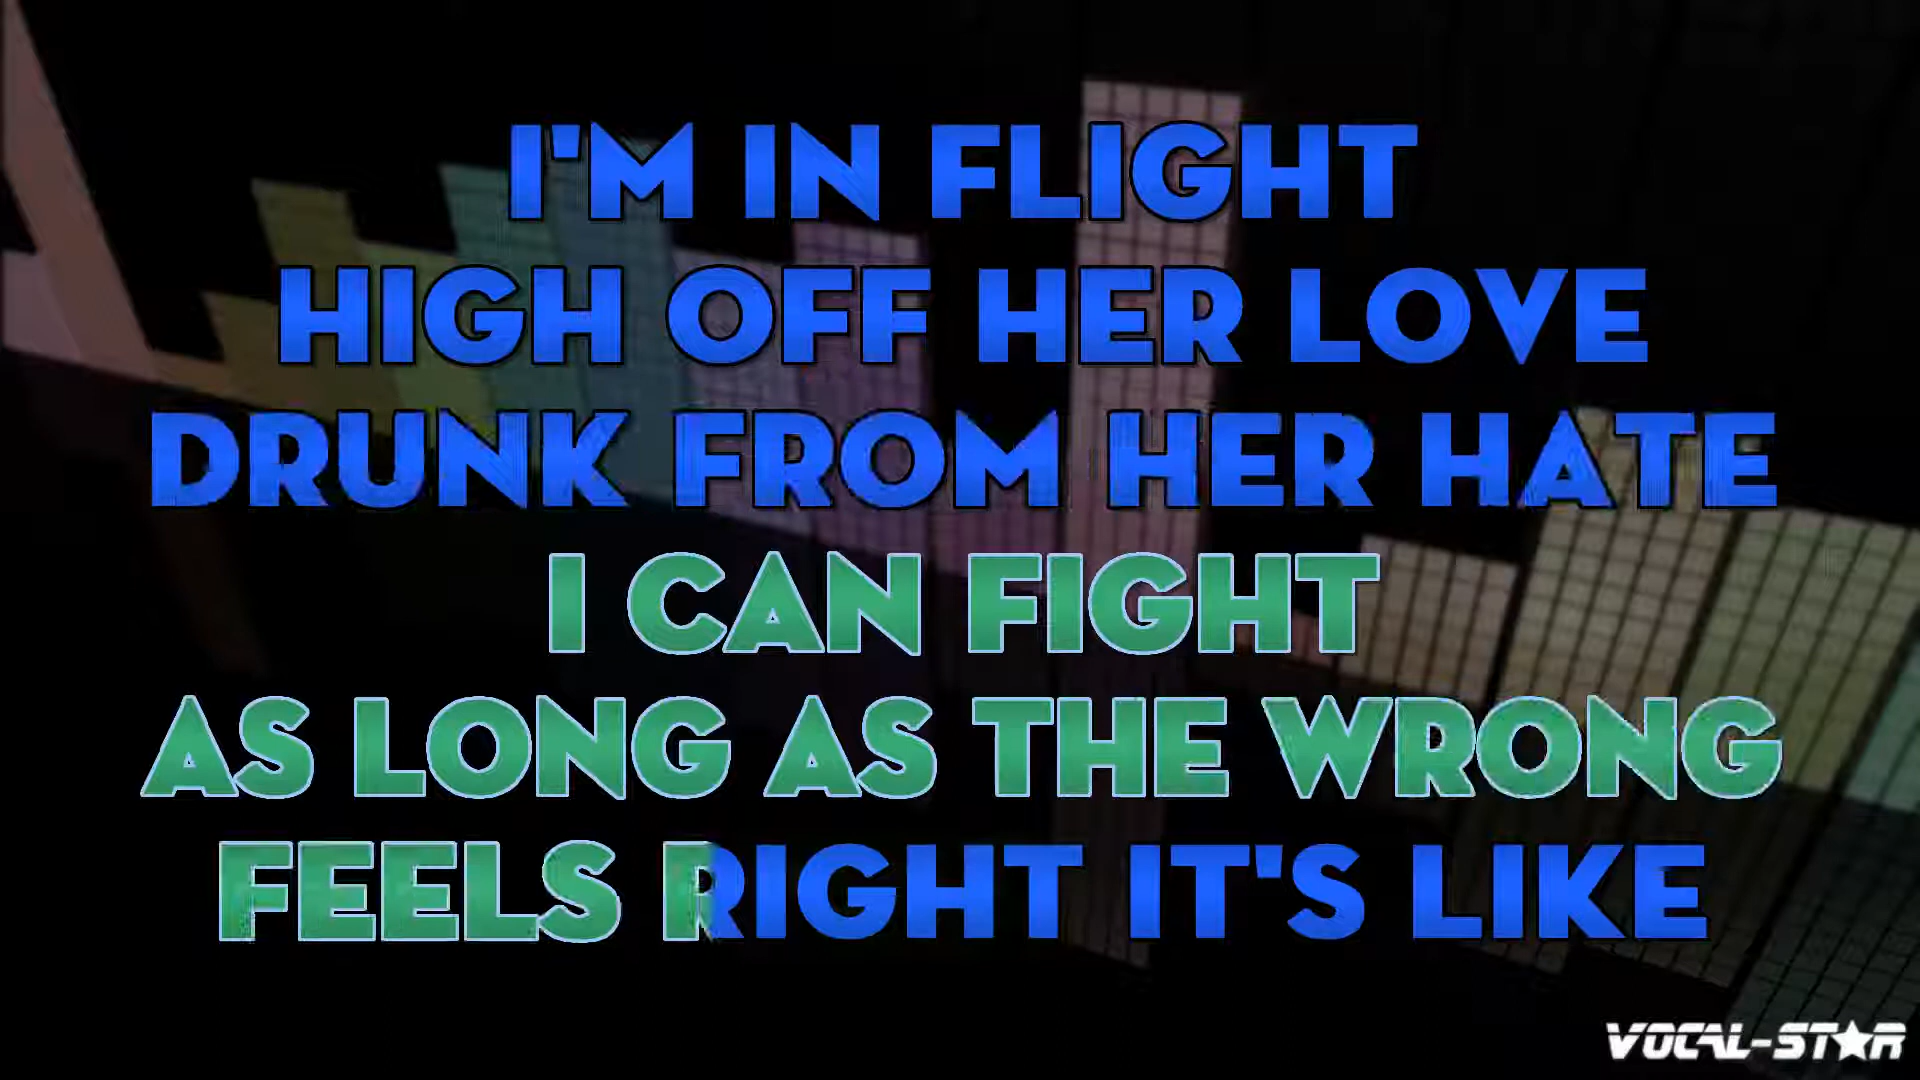 I'M IN FLIGHT
HIGH OFF HER LOVE
DRUNK FROM HER HATE
I CAN FIGHT
AS LONG AS THE WRONG
FEELS RIGHT IT'S LIKE
VOCAL-STAR